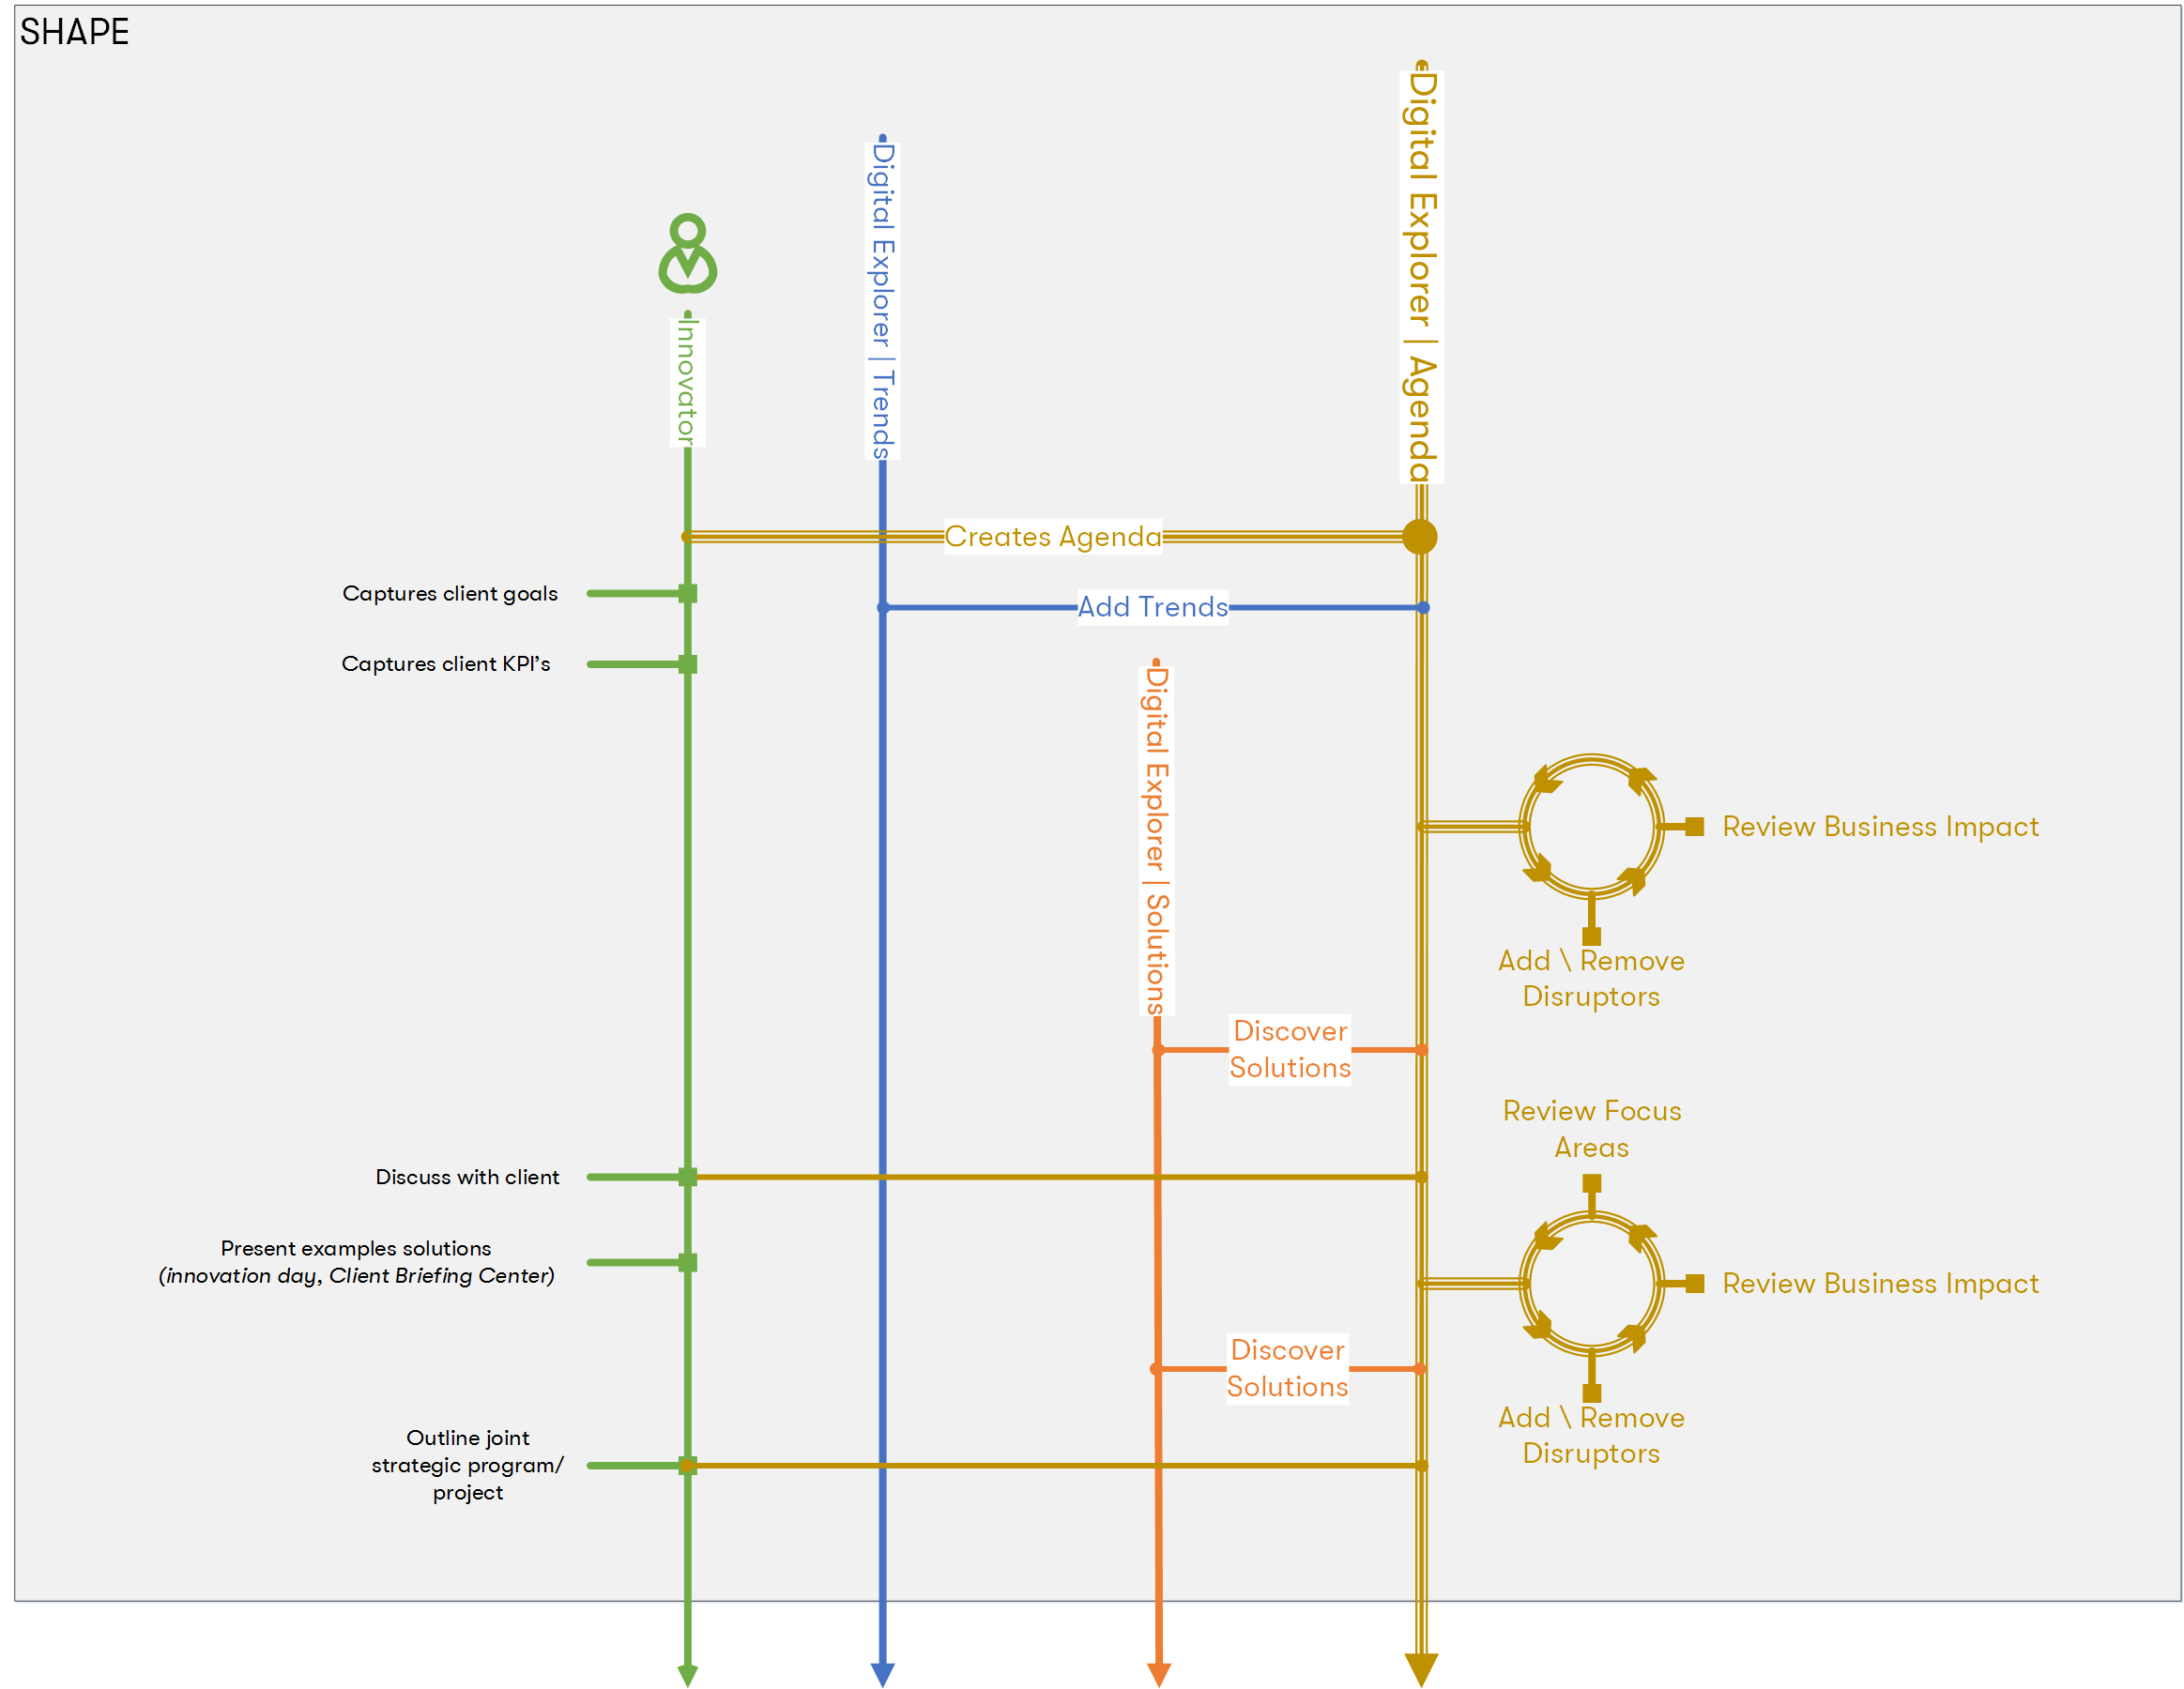 SHAPE
Digital Explorer | Agenda
Digital Explorer | Trends
Innovator
Creates Agenda
Captures client goals
Add Trends
Captures client KPI's
Digital Explorer | Solutions
Review Business Impact
Add \ Remove
Disruptors
Discover
Solutions
Review Focus
Areas
Discuss with client
Present examples solutions
(innovation day, Client Briefing Center)
Review Business Impact
Discover
Solutions
Add \ Remove
Disruptors
Outline joint
strategic program/
project